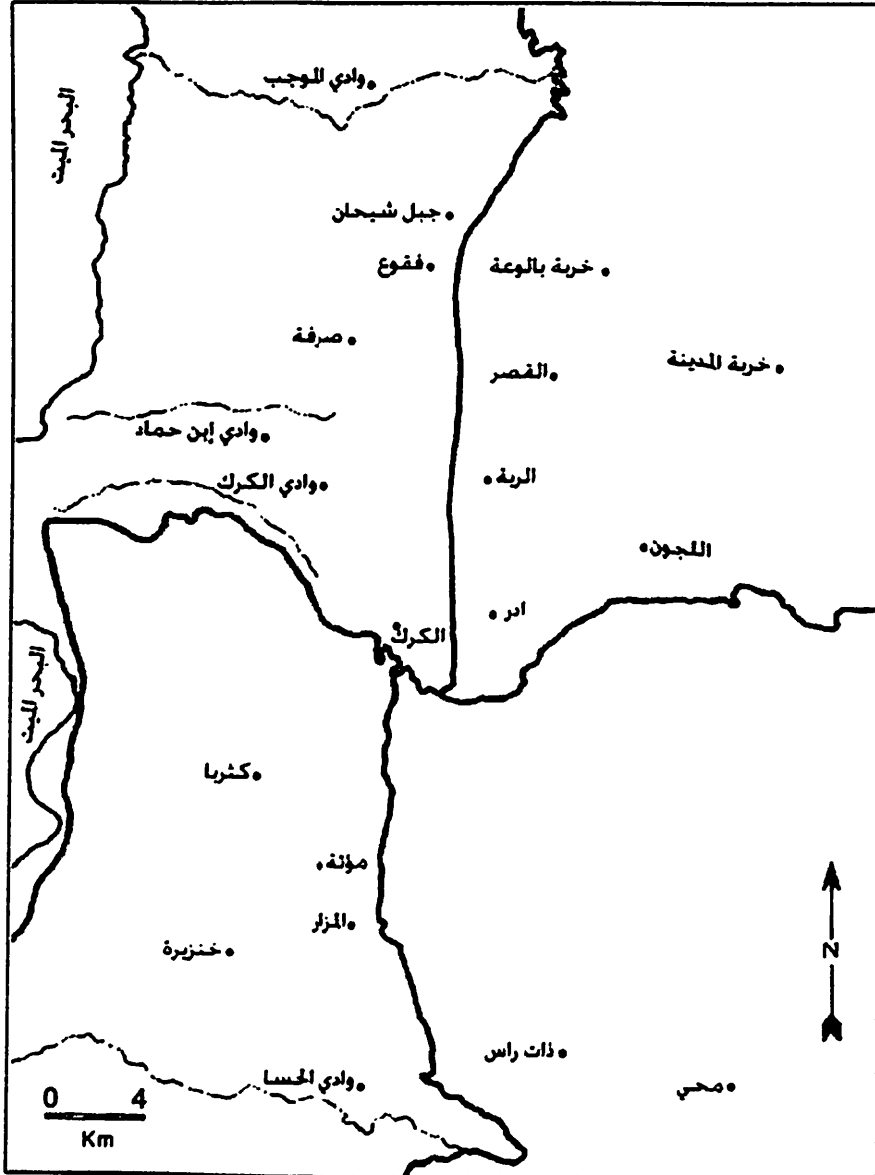 وادي الموجب
البحر الميت
جبل شيحان
فقوع
خربة بالوعة
صرفة
القصر
خربة المدينة
وادي إبن حماد
الربة
وادي الكرك
اللجون
ادر
الكرك
البحر الميت
كثربا
مؤتة
المزار
خنزيرة
N
ذات راس
وادي الحسا
محي
0 4
Km